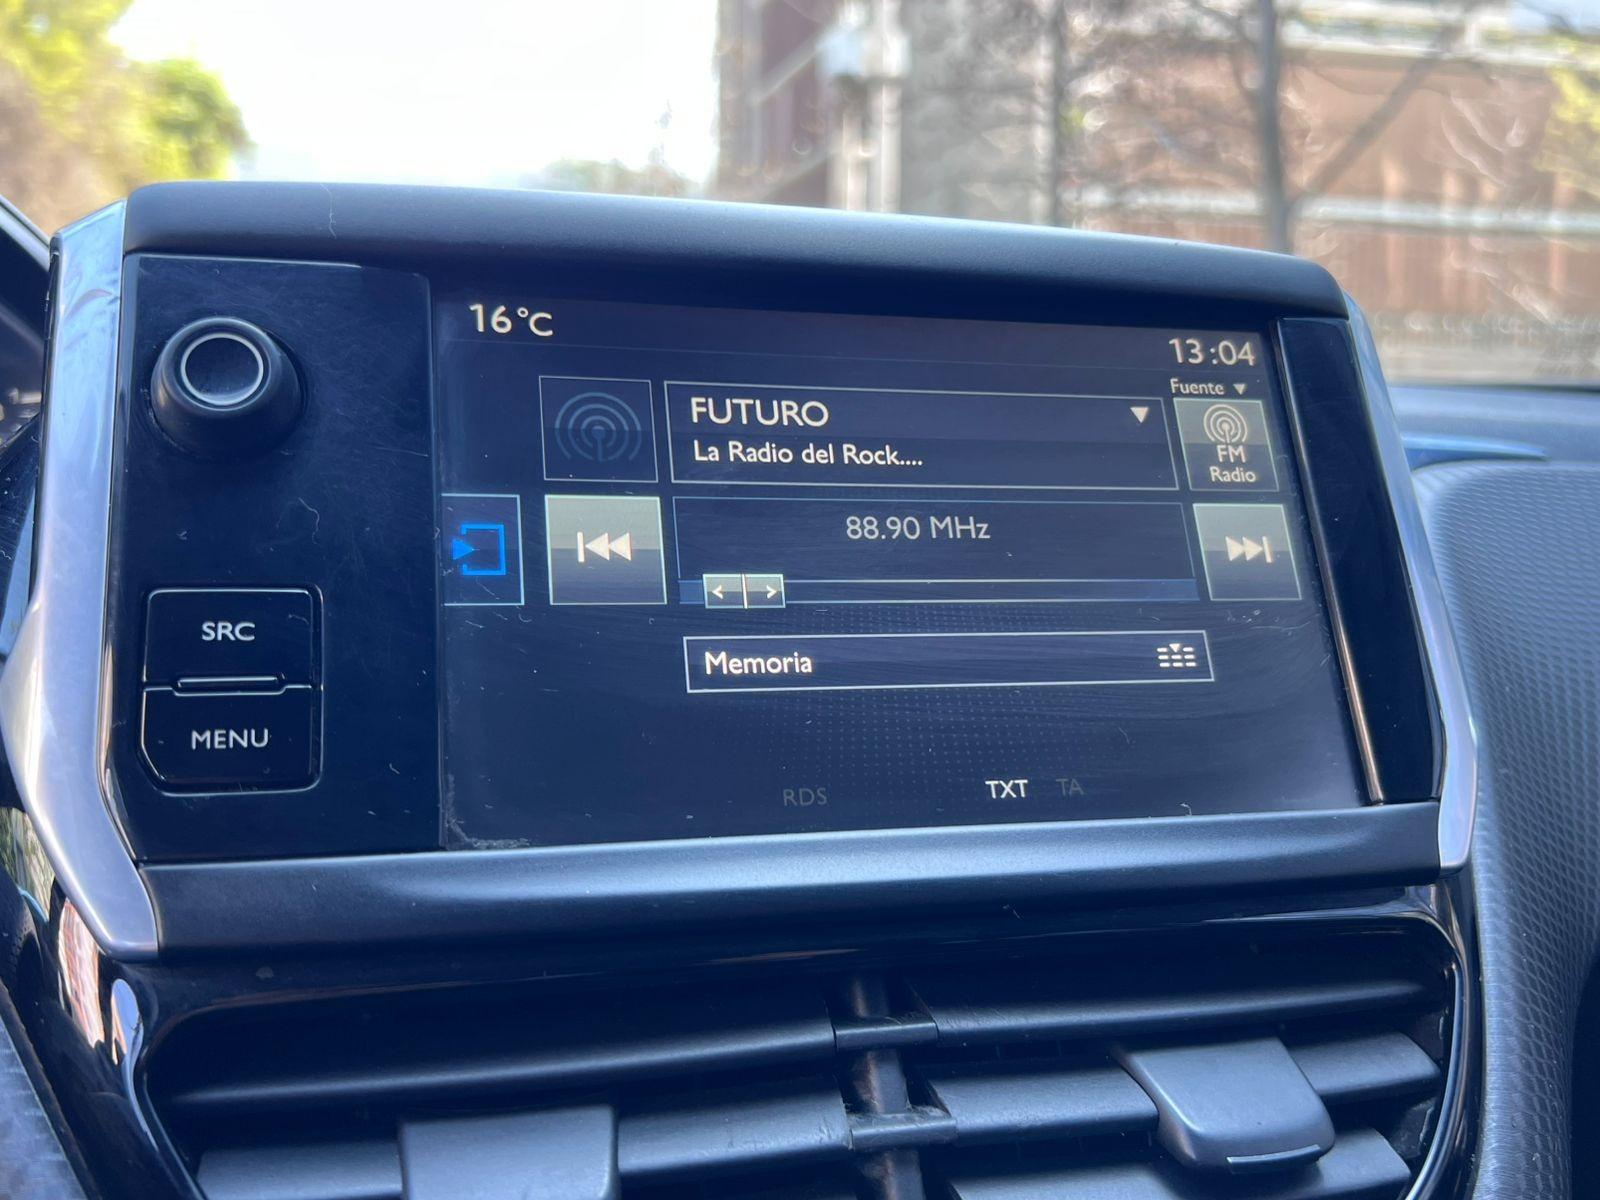 16°C
13:04
Fuente
FUTURO
La Radio del Rock....
FM
Radio
88.90 MHz
SRC
Memoria
MENU
RDS TXT TA